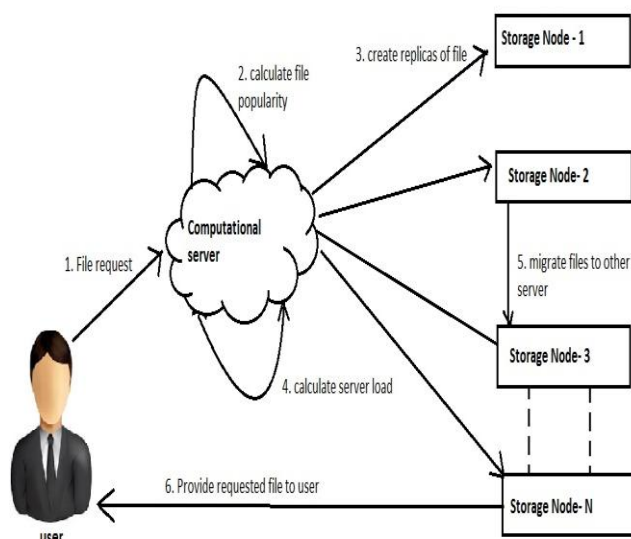 Storage Node - 1
3. create replicas of file
2. calculate file
popularity
Storage Node- 2
Computational
server
1. File request
5. migrate files to other
server
Storage Node- 3
4. calculate server load
6. Provide requested file to user
Storage Node- N
user